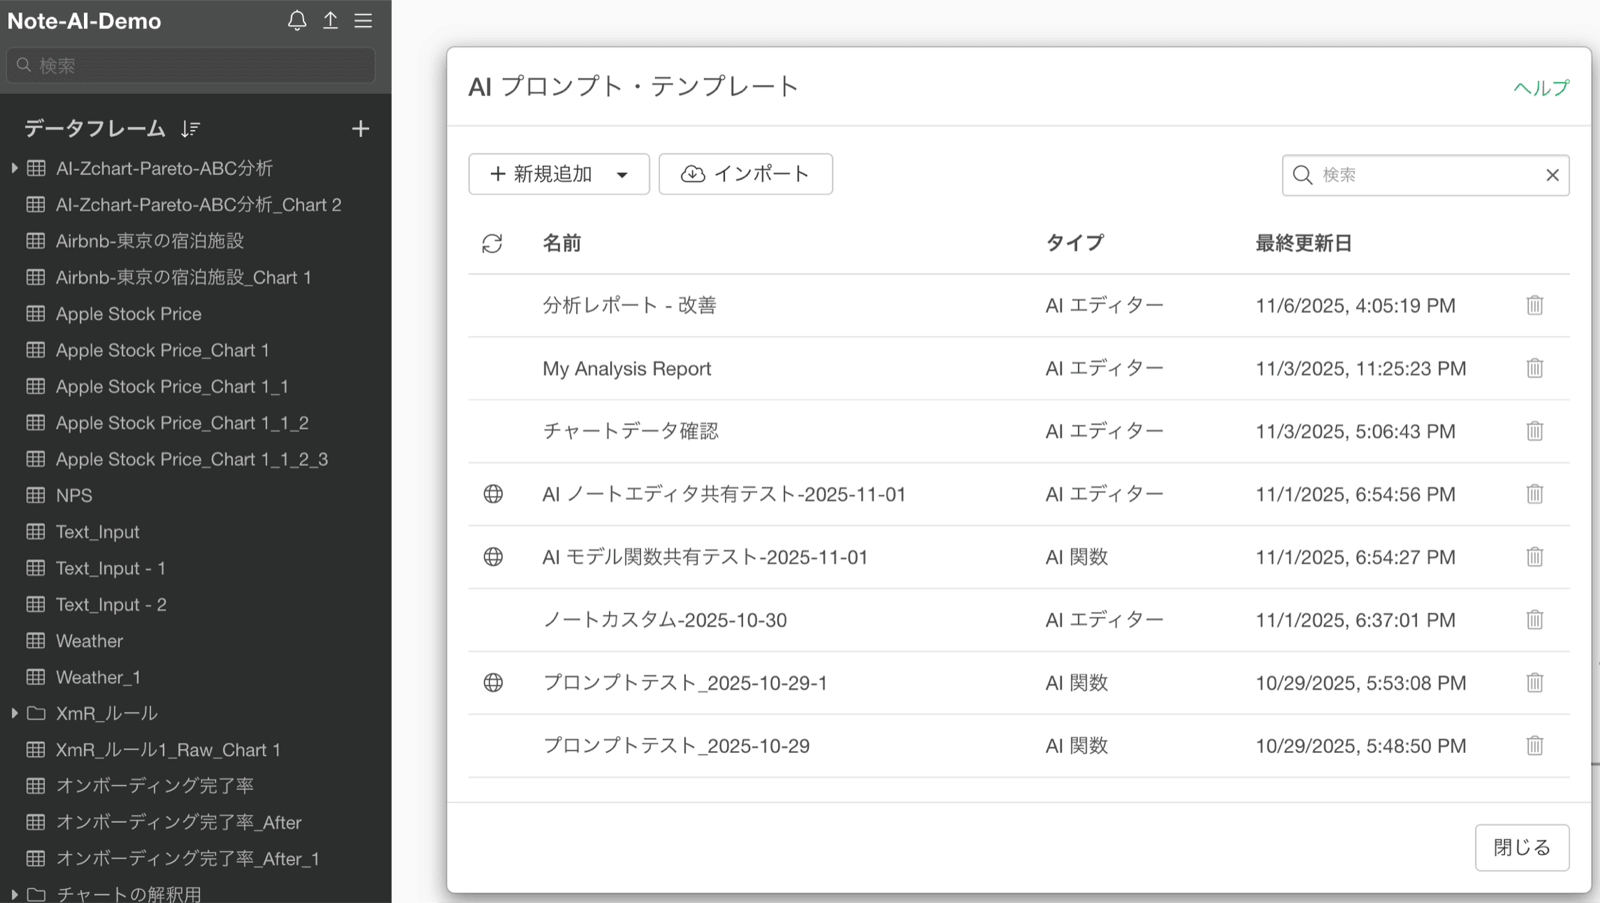 Note-AI-Demo
検索
データフレーム
AI-Zchart-Pareto-ABC分析
AI-Zchart-Pareto-ABC分析_Chart 2
Airbnb-東京の宿泊施設
Airbnb-東京の宿泊施設_Chart 1
Apple Stock Price
Apple Stock Price_Chart 1
Apple Stock Price_Chart 1_1
Apple Stock Price_Chart 1_1_2
Apple Stock Price_Chart 1_1_2_3
NPS
Text_Input
Text_Input - 1
Text_Input - 2
Weather
Weather_1
XmR_ルール
XmR_ルール1_Raw_Chart 1
オンボーディング完了率
オンボーディング完了率_After
オンボーディング完了率_After_1
チャートの解釈用
AI プロンプト・テンプレート
ヘルプ
新規追加 インポート 検索
名前 タイプ 最終更新日
分析レポート - 改善 AI エディター 11/6/2025, 4:05:19 PM
My Analysis Report AI エディター 11/3/2025, 11:25:23 PM
チャートデータ確認 AI エディター 11/3/2025, 5:06:43 PM
AI ノートエディタ共有テスト-2025-11-01 AI エディター 11/1/2025, 6:54:56 PM
AI モデル関数共有テスト-2025-11-01 AI 関数 11/1/2025, 6:54:27 PM
ノートカスタム-2025-10-30 AI エディター 11/1/2025, 6:37:01 PM
プロンプトテスト_2025-10-29-1 AI 関数 10/29/2025, 5:53:08 PM
プロンプトテスト_2025-10-29 AI 関数 10/29/2025, 5:48:50 PM
閉じる